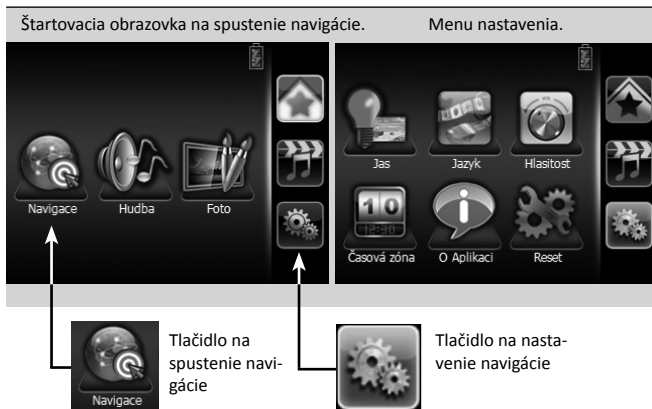 Štartovacia obrazovka na spustenie navigácie.
Menu nastavenia.
Navigace
Hudba
Foto
Jas
Jazyk
Hlasitost
VOL
10
12:30
Časová zóna
O Aplikaci
Reset
Navigace
Tlačidlo na
spustenie navi-
gácie
Tlačidlo na nasta-
venie navigácie